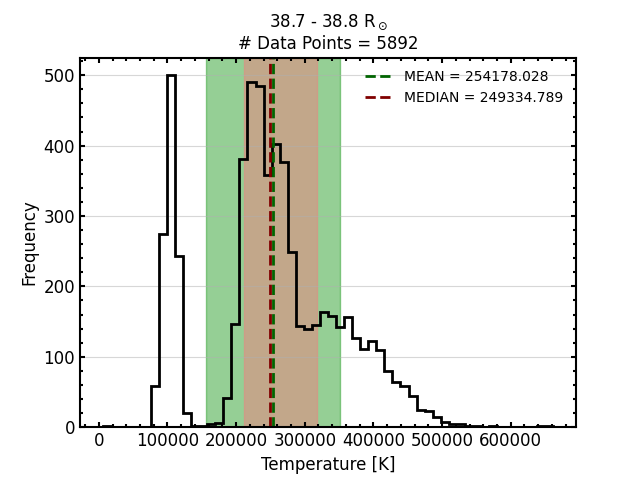 38.7 - 38.8 R⊙
# Data Points = 5892
MEAN = 254178.028
MEDIAN = 249334.789
500
400
300
200
100
0
Frequency
0 100000 200000 300000 400000 500000 600000
Temperature [K]